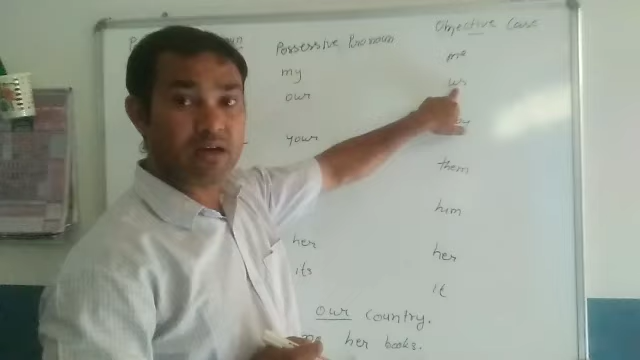 Possessive Pronoun Objective Case
my me
our us
your
them
him
her her
its it
our country.
her books.